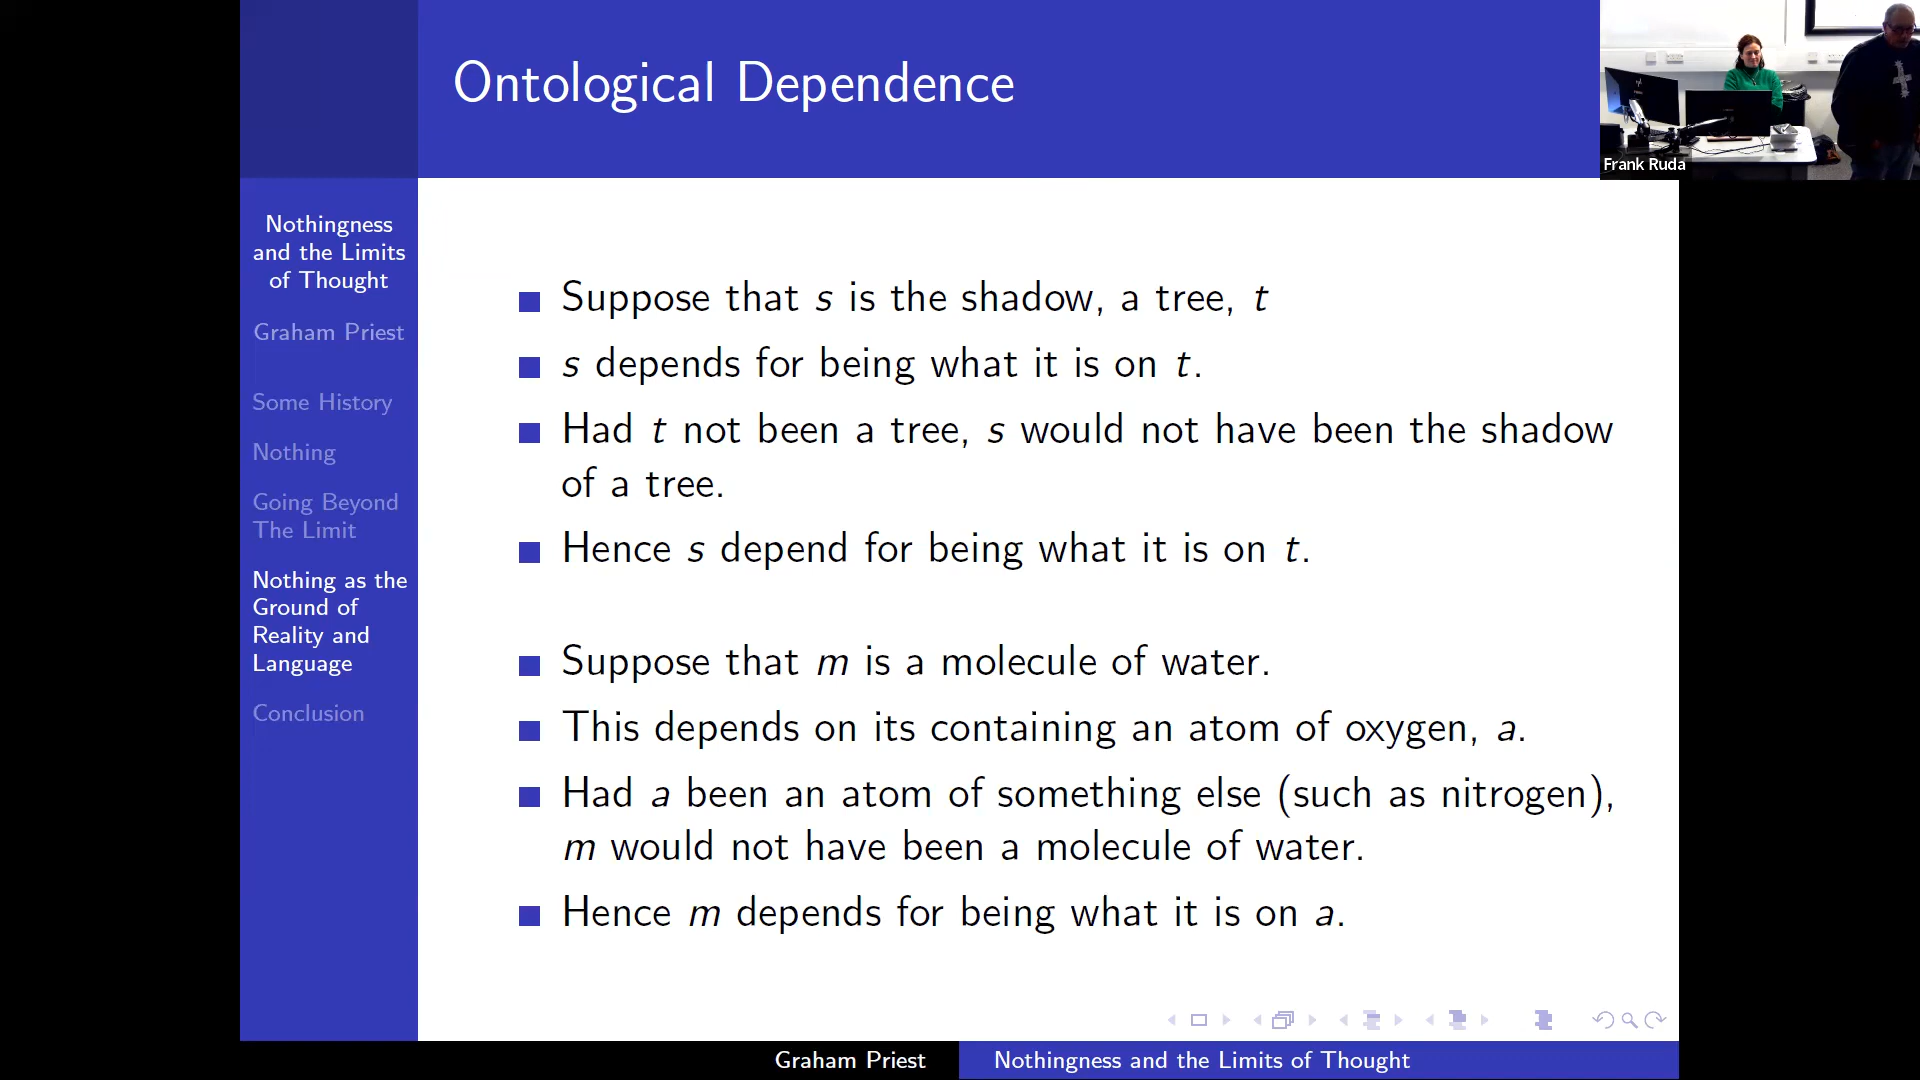 Ontological Dependence
Frank Ruda
Nothingness
and the Limits
of Thought
Graham Priest
Some History
Nothing
Going Beyond
The Limit
Nothing as the
Ground of
Reality and
Language
Conclusion
Suppose that s is the shadow, a tree, t
s depends for being what it is on t.
Had t not been a tree, s would not have been the shadow
of a tree.
Hence s depend for being what it is on t.
Suppose that m is a molecule of water.
This depends on its containing an atom of oxygen, a.
Had a been an atom of something else (such as nitrogen),
m would not have been a molecule of water.
Hence m depends for being what it is on a.
Graham Priest
Nothingness and the Limits of Thought